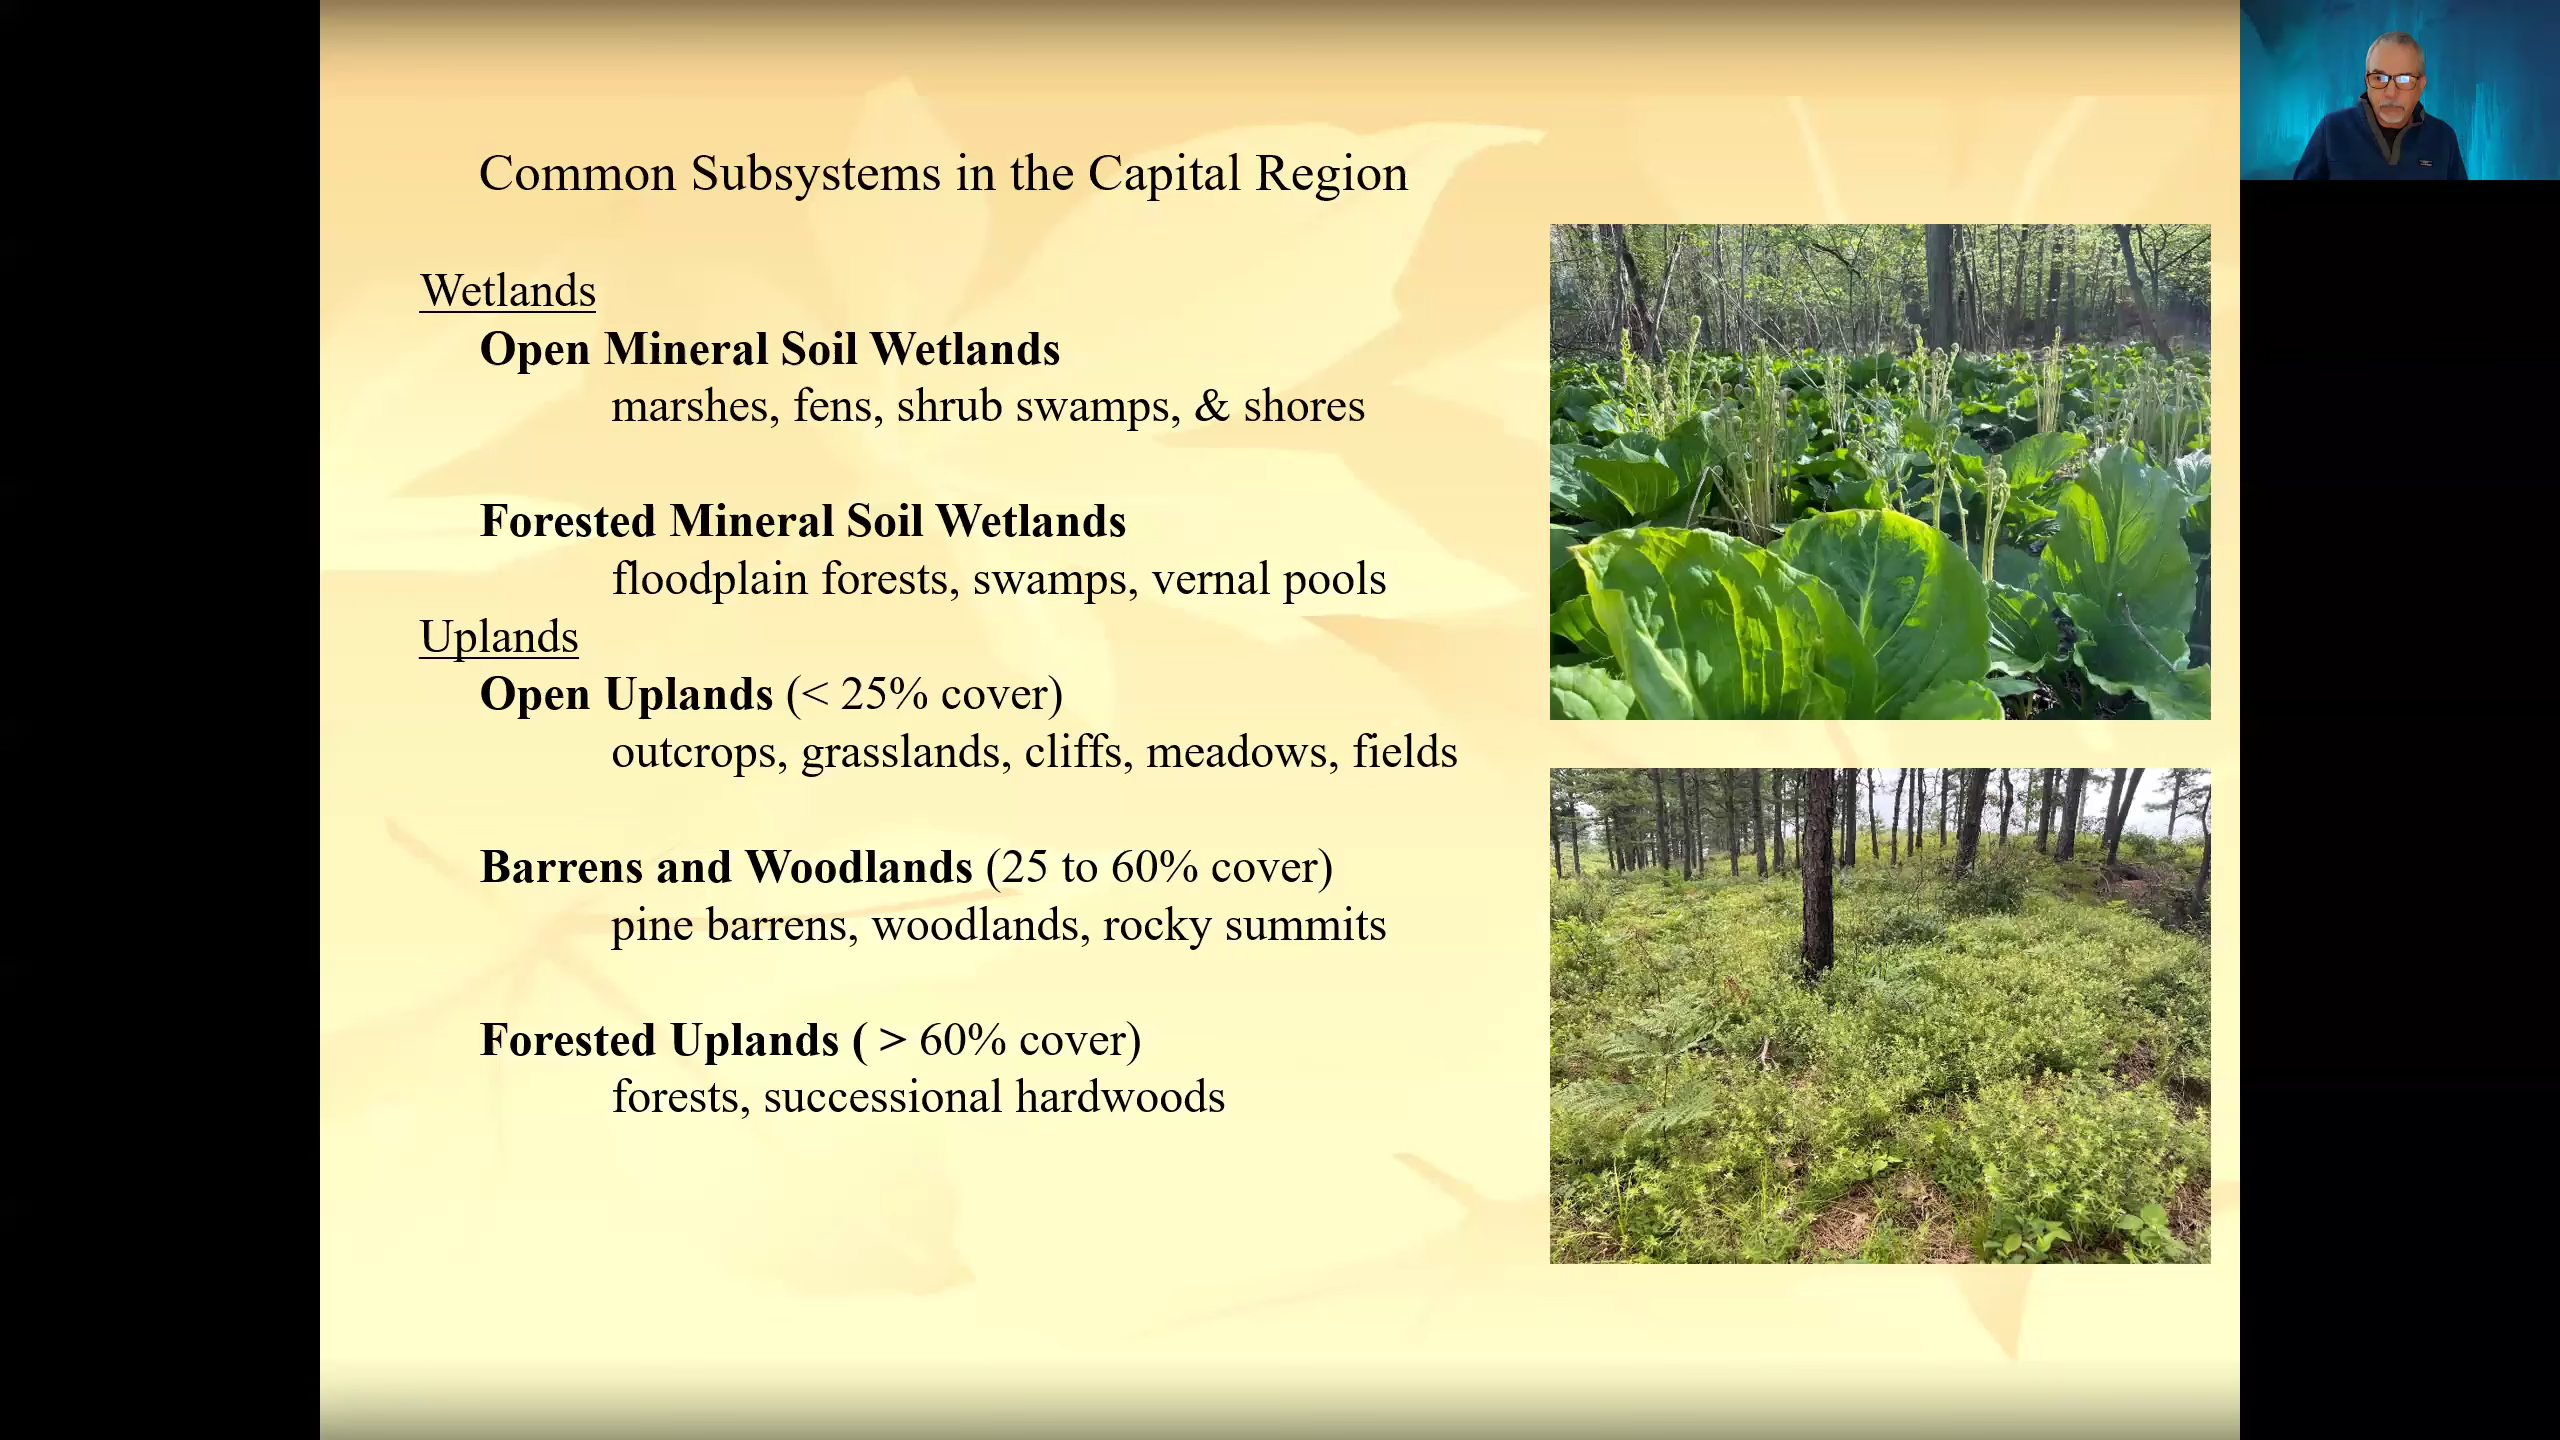 Common Subsystems in the Capital Region
Wetlands
Open Mineral Soil Wetlands
marshes, fens, shrub swamps, & shores
Forested Mineral Soil Wetlands
floodplain forests, swamps, vernal pools
Uplands
Open Uplands (< 25% cover)
outcrops, grasslands, cliffs, meadows, fields
Barrens and Woodlands (25 to 60% cover)
pine barrens, woodlands, rocky summits
Forested Uplands ( > 60% cover)
forests, successional hardwoods